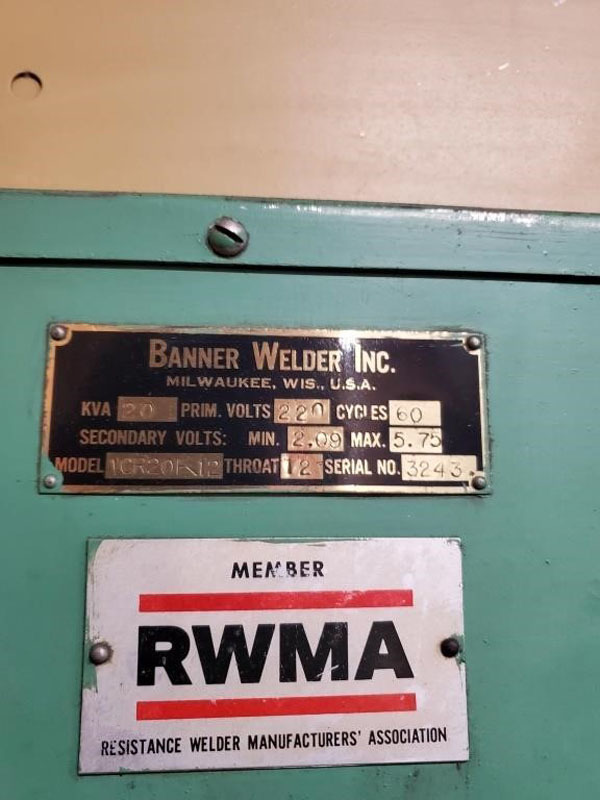 BANNER WELDER INC.
MILWAUKEE, WIS., U.S.A.
KVA 20 PRIM. VOLTS 220 CYCLES 60
SECONDARY VOLTS: MIN. 2.09 MAX. 5.75
MODEL THROAT 12 SERIAL NO. 3243
MEMBER
RWMA
RESISTANCE WELDER MANUFACTURERS' ASSOCIATION